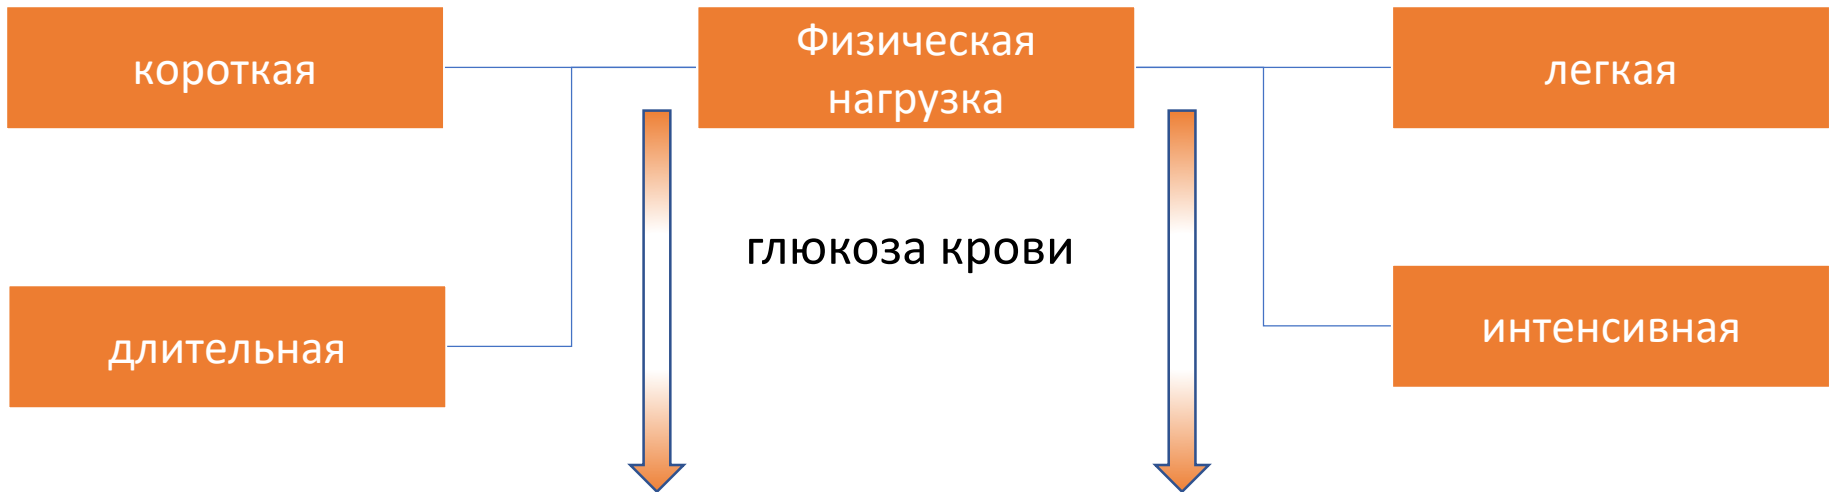 короткая
Физическая
нагрузка
легкая
глюкоза крови
длительная
интенсивная